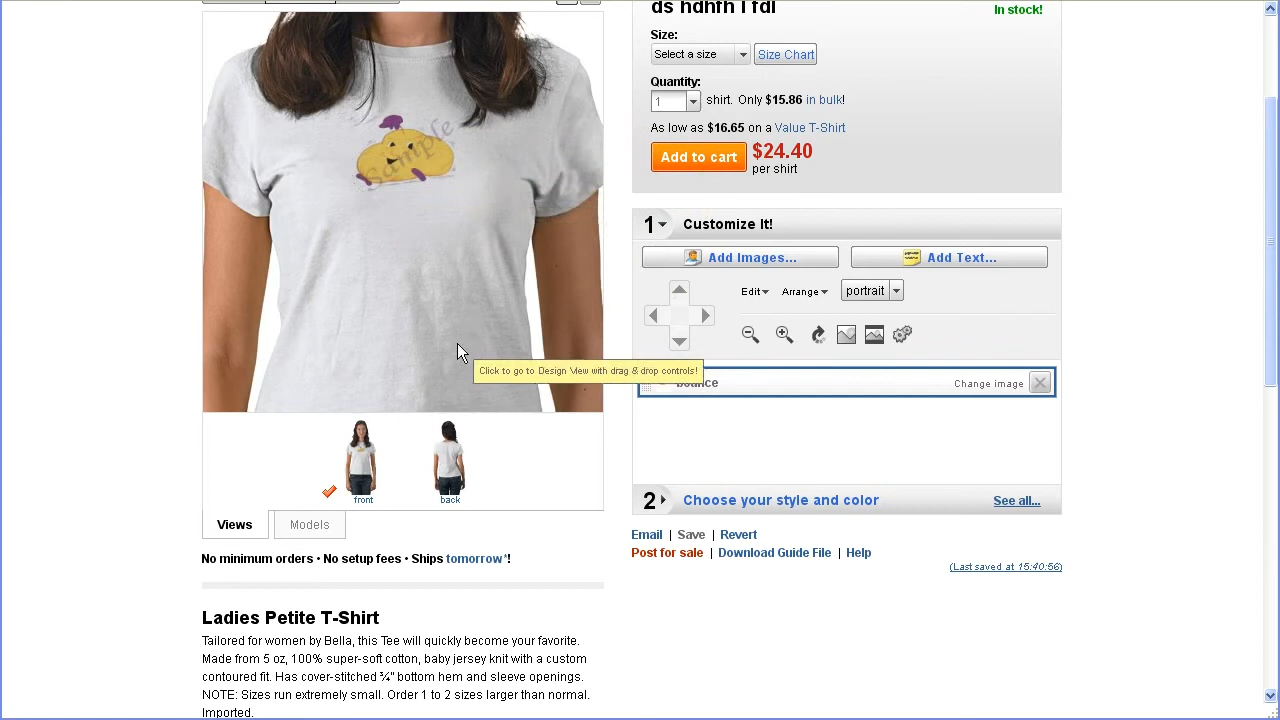 ds hdhfh l fdl
In stock!
Size:
Select a size
Size Chart
Quantity:
1 shirt. Only $15.86 in bulk!
As low as $16.65 on a Value T-Shirt
Add to cart $24.40
per shirt
Sample
1 Customize It!
Add Images...
Add Text...
Edit
Arrange
portrait
Click to go to Design View with drag & drop controls!
bounce
Change image
front
back
2 Choose your style and color
See all...
Views
Models
Email | Save | Revert
Post for sale | Download Guide File | Help
(Last saved at 15:40:56)
No minimum orders • No setup fees • Ships tomorrow*!
Ladies Petite T-Shirt
Tailored for women by Bella, this Tee will quickly become your favorite.
Made from 5 oz, 100% super-soft cotton, baby jersey knit with a custom
contoured fit. Has cover-stitched ¾" bottom hem and sleeve openings.
NOTE: Sizes run extremely small. Order 1 to 2 sizes larger than normal.
Imported.